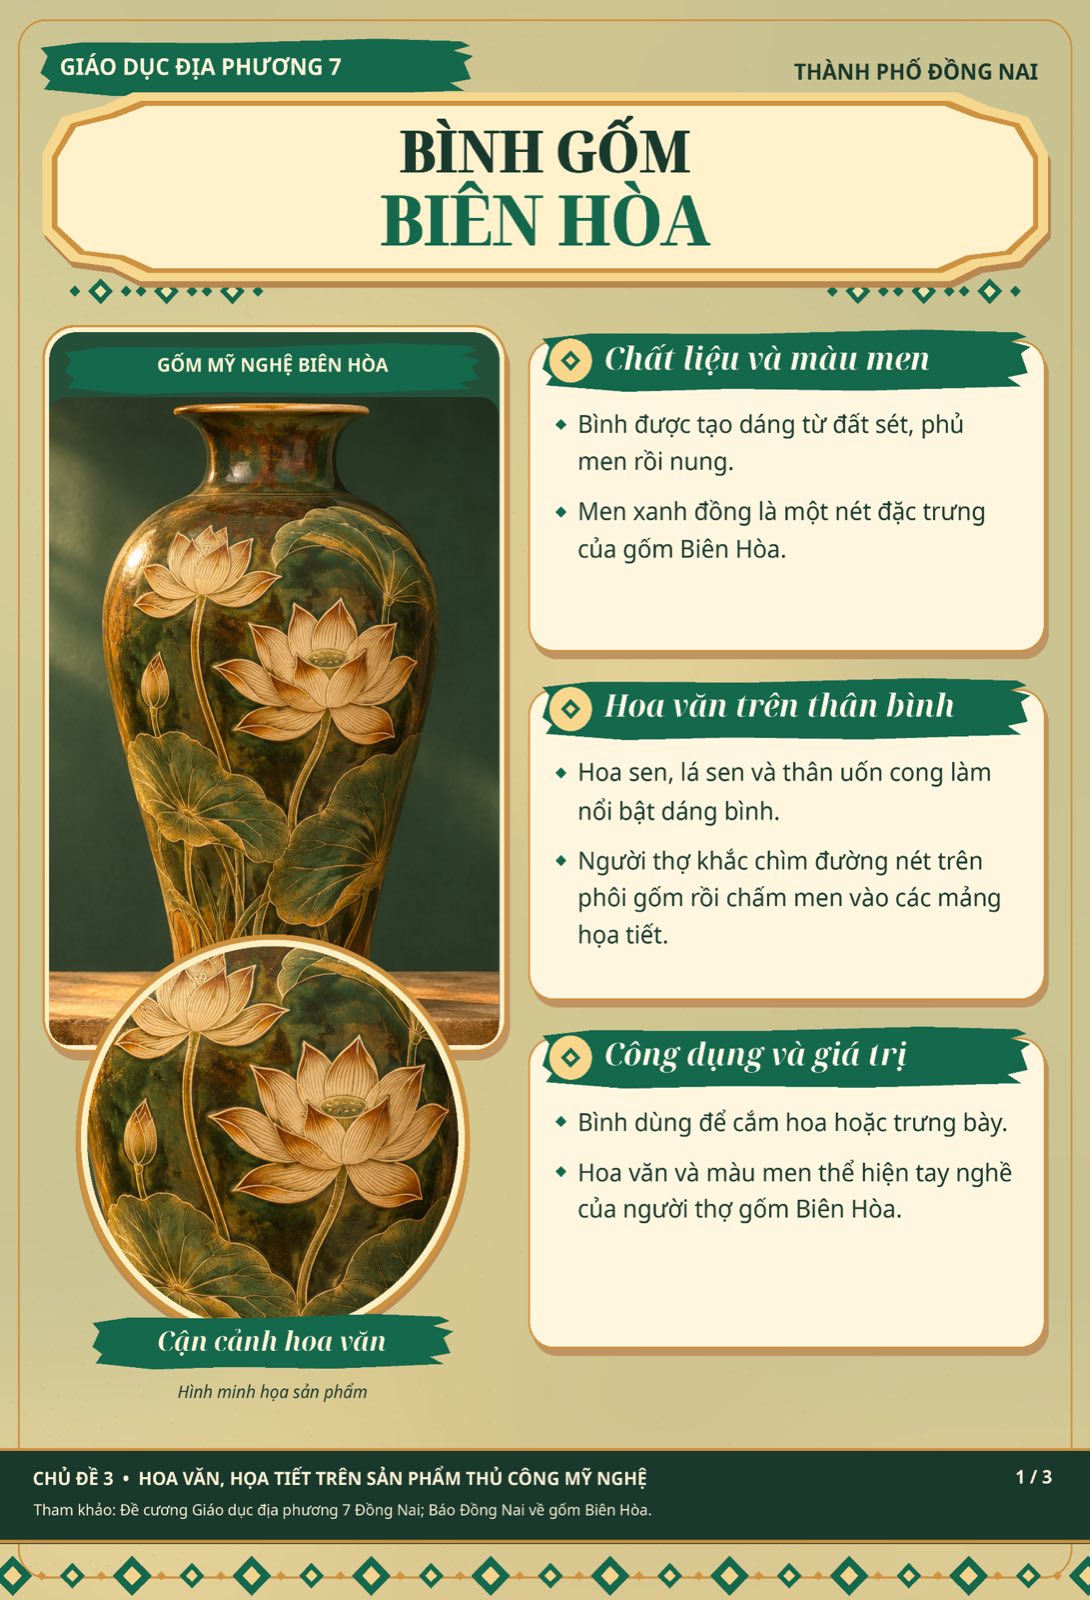 GIÁO DỤC ĐỊA PHƯƠNG 7
THÀNH PHỐ ĐỒNG NAI
BÌNH GỐM
BIÊN HÒA
GỐM MỸ NGHỆ BIÊN HÒA
Chất liệu và màu men
Bình được tạo dáng từ đất sét, phủ
men rồi nung.
Men xanh đồng là một nét đặc trưng
của gốm Biên Hòa.
Hoa văn trên thân bình
Hoa sen, lá sen và thân uốn cong làm
nổi bật dáng bình.
Người thợ khắc chìm đường nét trên
phôi gốm rồi chấm men vào các mảng
họa tiết.
Công dụng và giá trị
Bình dùng để cắm hoa hoặc trưng bày.
Hoa văn và màu men thể hiện tay nghề
của người thợ gốm Biên Hòa.
Cận cảnh hoa văn
Hình minh họa sản phẩm
CHỦ ĐỀ 3 • HOA VĂN, HỌA TIẾT TRÊN SẢN PHẨM THỦ CÔNG MỸ NGHỆ
1 / 3
Tham khảo: Đề cương Giáo dục địa phương 7 Đồng Nai; Báo Đồng Nai về gốm Biên Hòa.